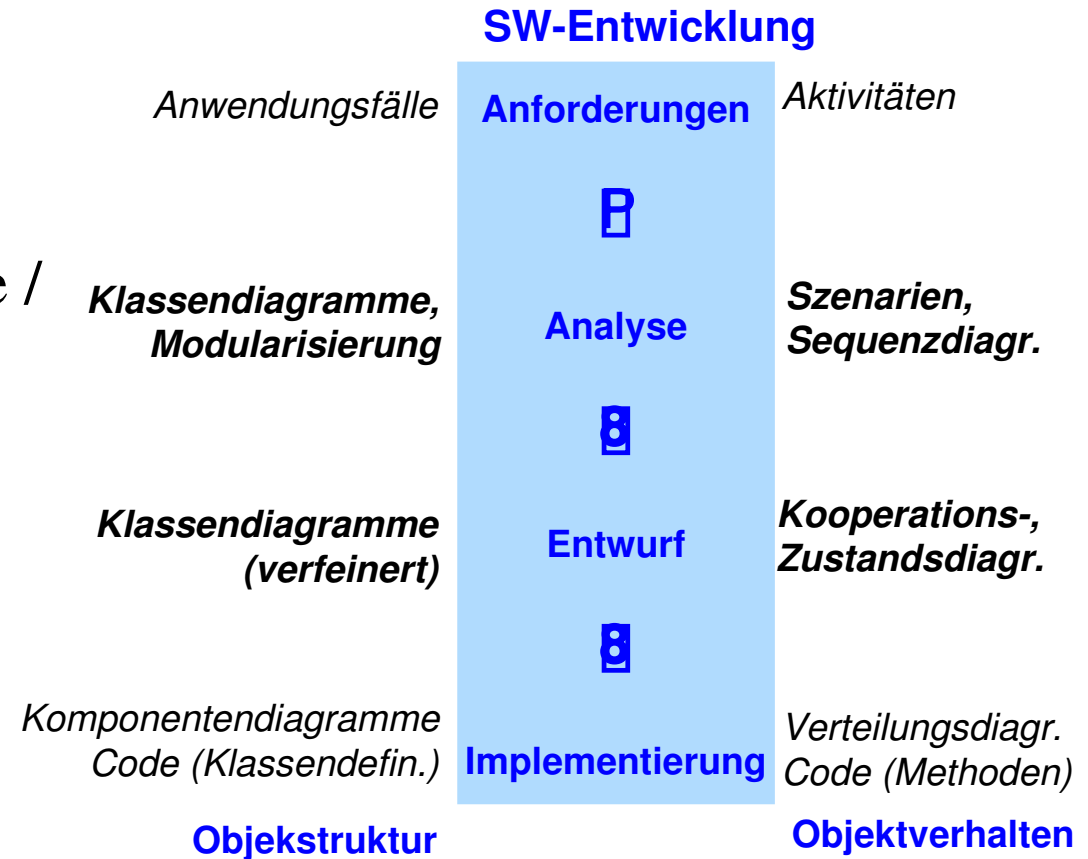 SW-Entwicklung
Anwendungsfälle
Anforderungen
Aktivitäten
e /
Klassendiagramme,
Modularisierung
Analyse
Szenarien,
Sequenzdiagr.
Klassendiagramme
(verfeinert)
Entwurf
Kooperations-,
Zustandsdiagr.
Komponentendiagramme
Code (Klassendefin.)
Implementierung
Verteilungsdiagr.
Code (Methoden)
Objekstruktur
Objektverhalten